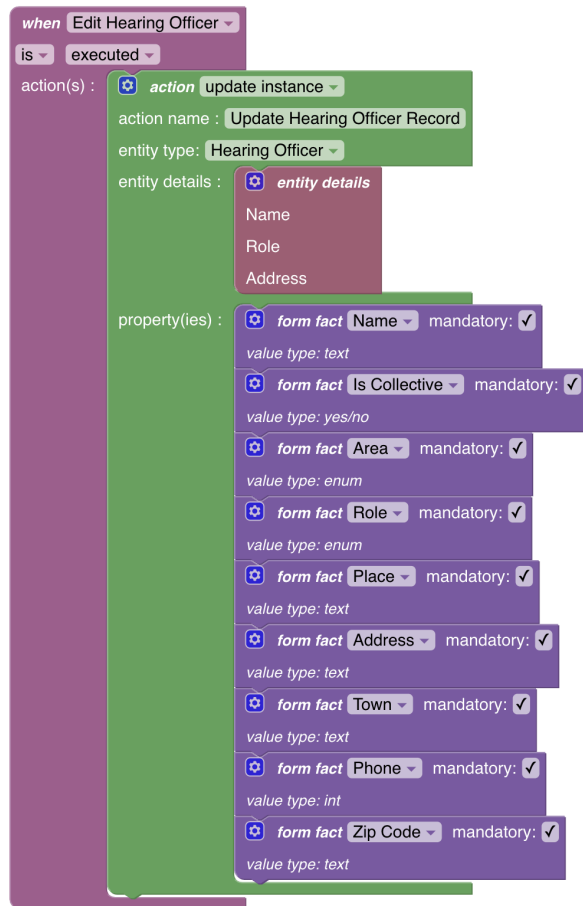 when Edit Hearing Officer
is executed
action(s) : action update instance
action name : Update Hearing Officer Record
entity type: Hearing Officer
entity details : entity details
Name
Role
Address
property(ies) : form fact Name mandatory: ✓
value type: text
form fact Is Collective mandatory: ✓
value type: yes/no
form fact Area mandatory: ✓
value type: enum
form fact Role mandatory: ✓
value type: enum
form fact Place mandatory: ✓
value type: text
form fact Address mandatory: ✓
value type: text
form fact Town mandatory: ✓
value type: text
form fact Phone mandatory: ✓
value type: int
form fact Zip Code mandatory: ✓
value type: text